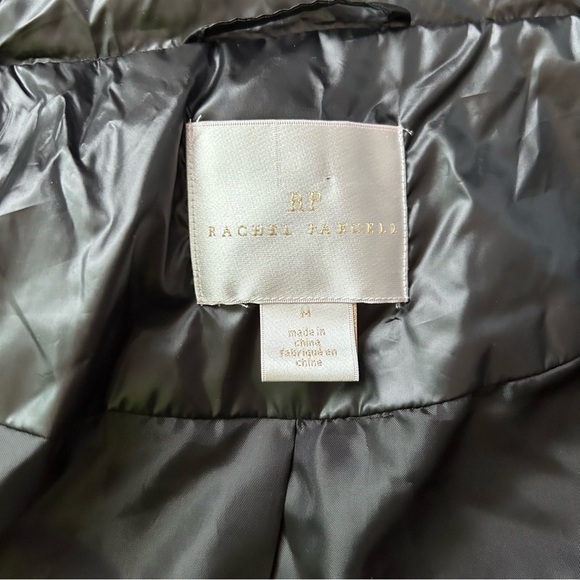 RP
RACHEL PARCELL
M
made in
china
fabriqué en
chine